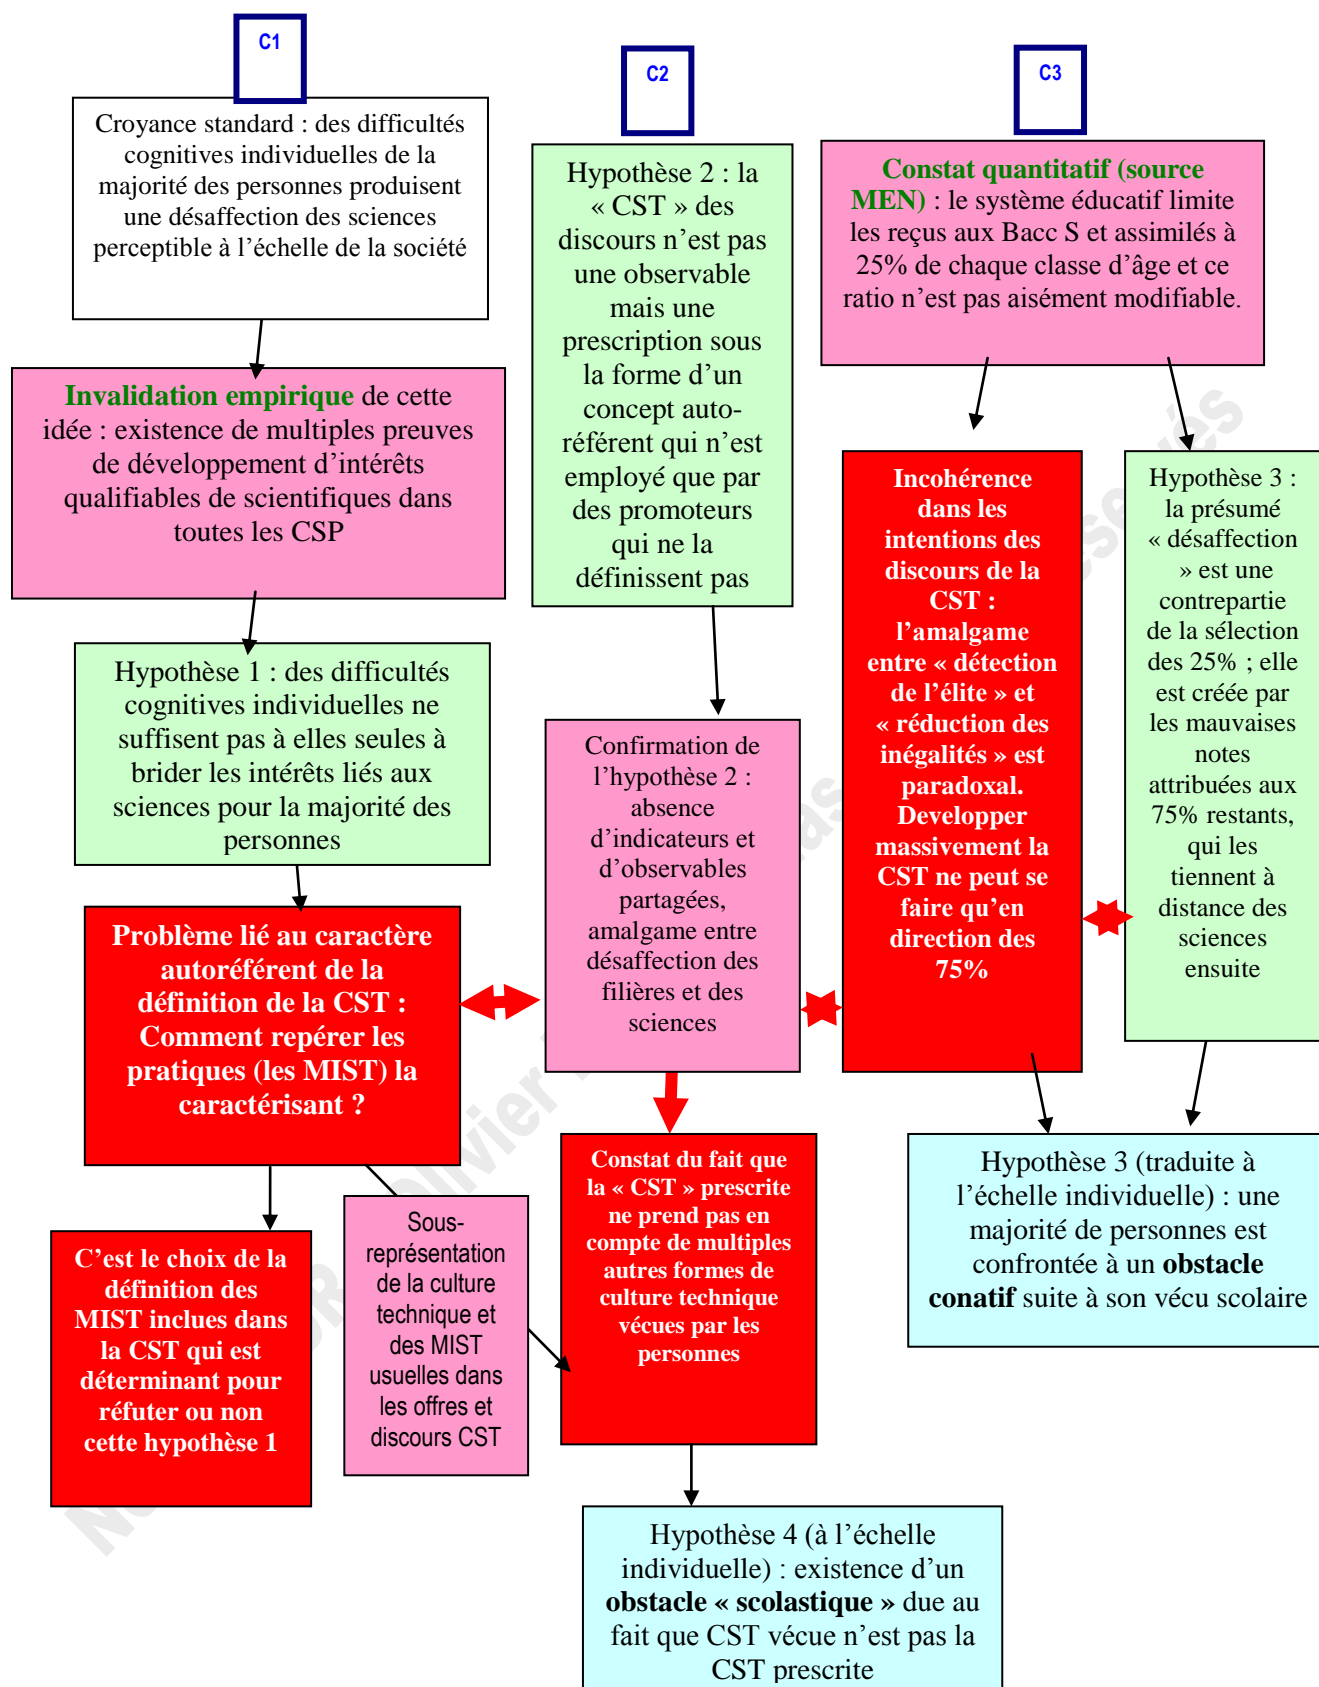 C1
Croyance standard : des difficultés
cognitives individuelles de la
majorité des personnes produisent
une désaffection des sciences
perceptible à l’échelle de la société
Invalidation empirique de cette
idée : existence de multiples preuves
de développement d’intérêts
qualifiables de scientifiques dans
toutes les CSP
Hypothèse 1 : des difficultés
cognitives individuelles ne
suffisent pas à elles seules à
brider les intérêts liés aux
sciences pour la majorité des
personnes
Problème lié au caractère
autoréférent de la
définition de la CST :
Comment repérer les
pratiques (les MIST) la
caractérisant ?
C’est le choix de la
définition des
MIST inclues dans
la CST qui est
déterminant pour
réfuter ou non
cette hypothèse 1
Sous-
représentation
de la culture
technique et
des MIST
usuelles dans
les offres et
discours CST
C2
Hypothèse 2 : la
« CST » des
discours n’est pas
une observable
mais une
prescription sous
la forme d’un
concept auto-
référent qui n’est
employé que par
des promoteurs
qui ne la
définissent pas
Confirmation de
l’hypothèse 2 :
absence
d’indicateurs et
d’observables
partagées,
amalgame entre
désaffection des
filières et des
sciences
Constat du fait que
la « CST » prescrite
ne prend pas en
compte de multiples
autres formes de
culture technique
vécues par les
personnes
Hypothèse 4 (à l’échelle
individuelle) : existence d’un
obstacle « scolastique » due au
fait que CST vécue n’est pas la
CST prescrite
C3
Constat quantitatif (source
MEN) : le système éducatif limite
les reçus aux Bacc S et assimilés à
25% de chaque classe d’âge et ce
ratio n’est pas aisément modifiable.
Incohérence
dans les
intentions des
discours de la
CST :
l’amalgame
entre « détection
de l’élite » et
« réduction des
inégalités » est
paradoxal.
Developper
massivement la
CST ne peut se
faire qu’en
direction des
75%
Hypothèse 3 :
la présumé
« désaffection
» est une
contrepartie
de la sélection
des 25% ; elle
est créée par
les mauvaises
notes
attribuées aux
75% restants,
qui les
tiennent à
distance des
sciences
ensuite
Hypothèse 3 (traduite à
l’échelle individuelle) : une
majorité de personnes est
confrontée à un obstacle
conatif suite à son vécu scolaire